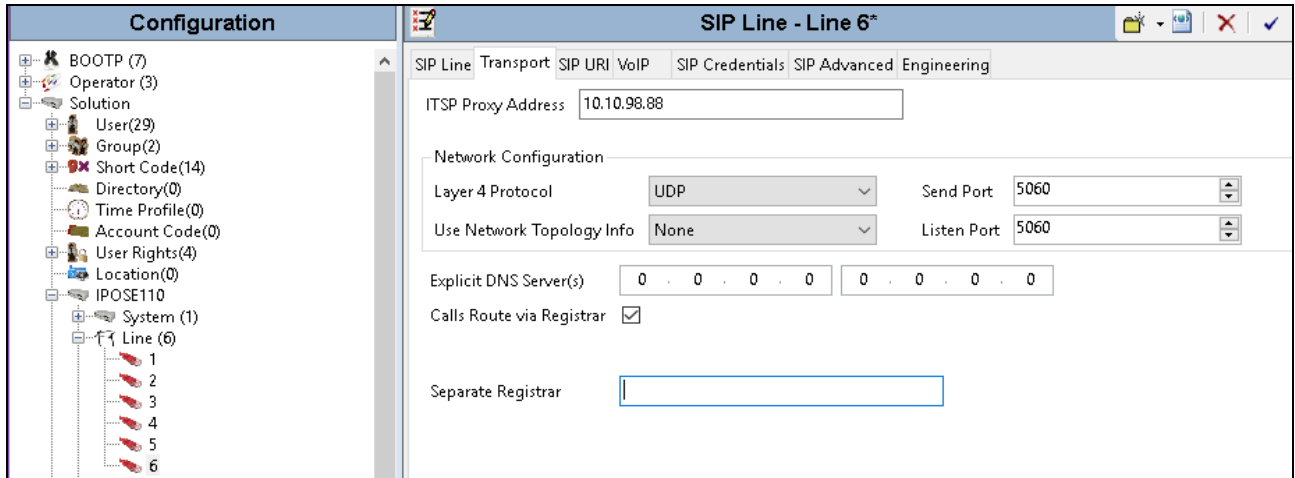 Configuration
BOOTP (7)
Operator (3)
Solution
User(29)
Group(2)
Short Code(14)
Directory(0)
Time Profile(0)
Account Code(0)
User Rights(4)
Location(0)
IPOSE110
System (1)
Line (6)
1
2
3
4
5
6
SIP Line - Line 6*
SIP Line Transport SIP URI VoIP SIP Credentials SIP Advanced Engineering
ITSP Proxy Address 10.10.98.88
Network Configuration
Layer 4 Protocol UDP Send Port 5060
Use Network Topology Info None Listen Port 5060
Explicit DNS Server(s) 0 . 0 . 0 . 0 0 . 0 . 0 . 0
Calls Route via Registrar
Separate Registrar